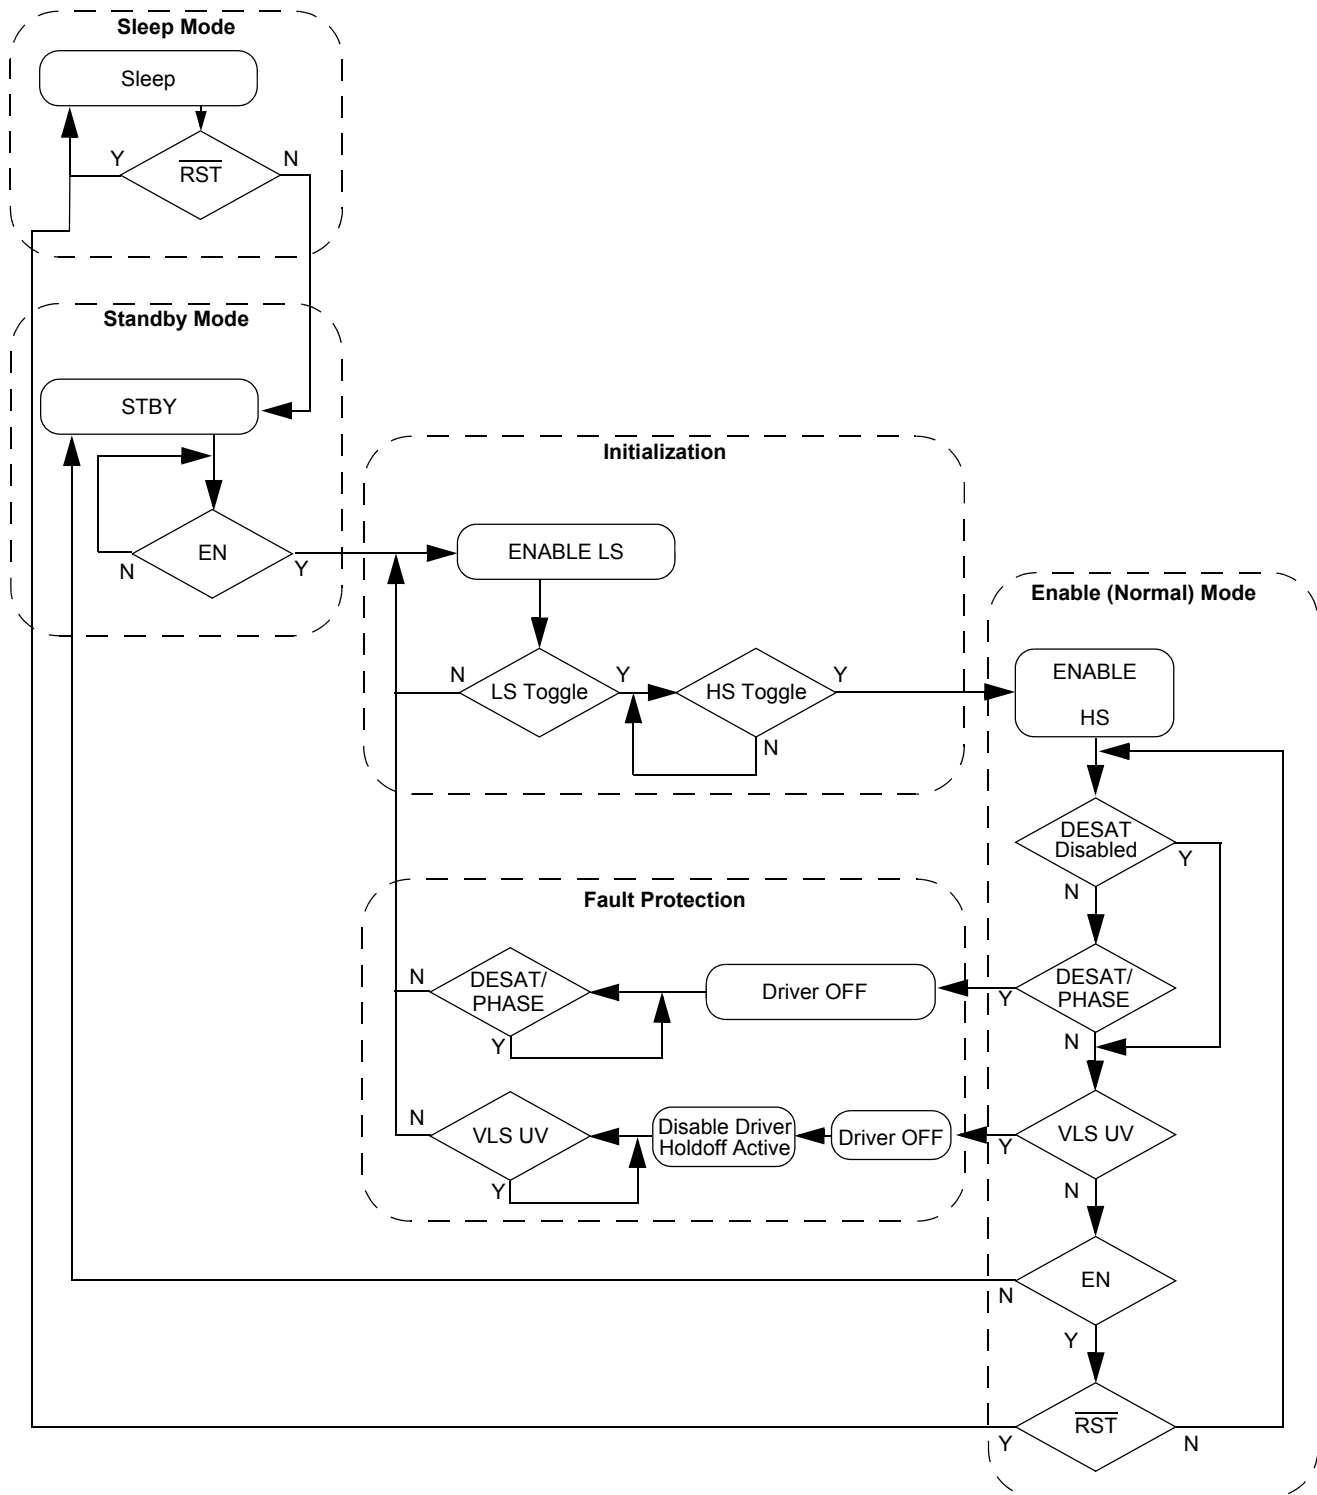 Sleep Mode
Sleep
Y
RST
N
Standby Mode
STBY
EN
N
Y
Initialization
ENABLE LS
N
LS Toggle
Y
HS Toggle
Y
N
Enable (Normal) Mode
ENABLE
HS
DESAT
Disabled
Y
N
DESAT/
PHASE
Y
N
VLS UV
Y
N
EN
N
Y
RST
Y
N
Fault Protection
N
DESAT/
PHASE
Y
Driver OFF
N
VLS UV
Y
Disable Driver
Holdoff Active
Driver OFF